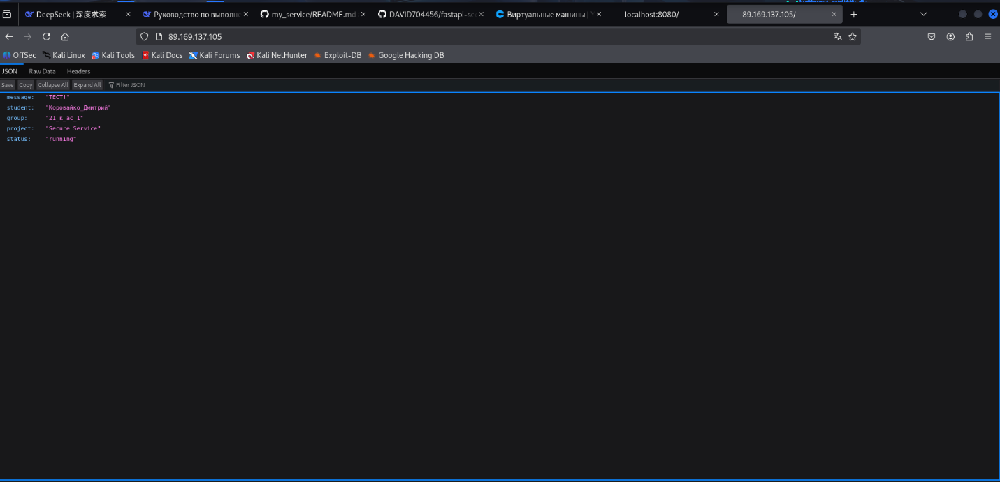 DeepSeek | 深度求索 Руководство по выполне my_service/README.md DAVID704456/fastapi-se Виртуальные машины | Y localhost:8080/ 89.169.137.105/
89.169.137.105
OffSec Kali Linux Kali Tools Kali Docs Kali Forums Kali NetHunter Exploit-DB Google Hacking DB
JSON Raw Data Headers
Save Copy Collapse All Expand All Filter JSON
message: "ТЕСТ!"
student: "Коровайко_Дмитрий"
group: "21_к_ас_1"
project: "Secure Service"
status: "running"